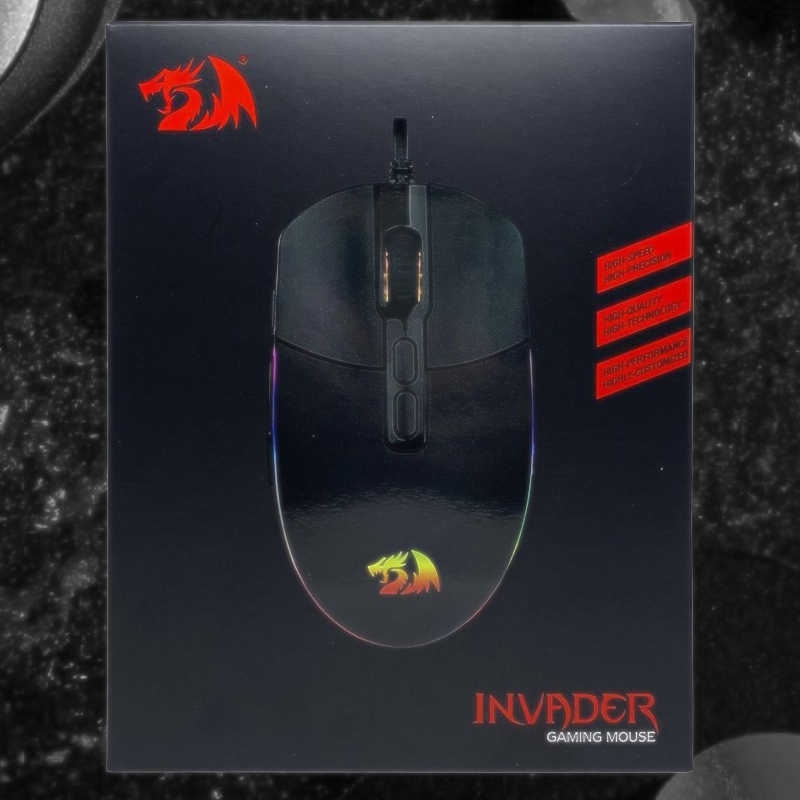 ®
HIGH-SPEED
HIGH-PRECISION
HIGH-QUALITY
HIGH-TECHNOLOGY
HIGH-PERFORMANCE
HIGHLY-CUSTOMIZED
INVADER
GAMING MOUSE